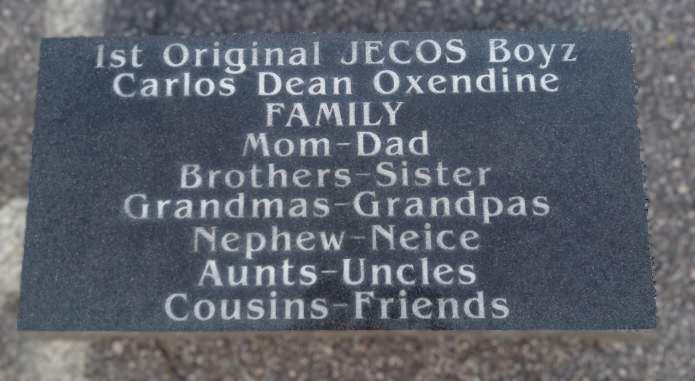 1st Original JECOS Boyz
Carlos Dean Oxendine
FAMILY
Mom-Dad
Brothers-Sister
Grandmas-Grandpas
Nephew-Neice
Aunts-Uncles
Cousins-Friends